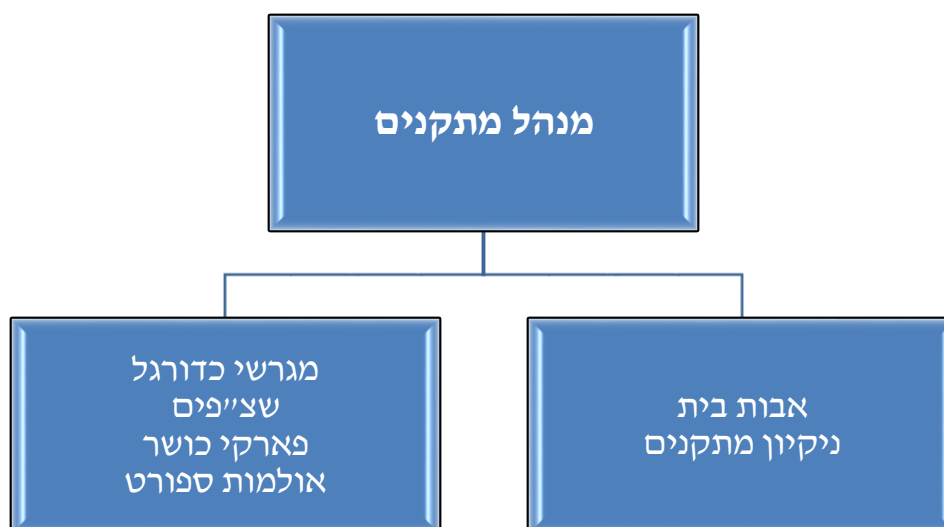 מנהל מתקנים
אבות בית
ניקיון מתקנים
מגרשי כדורגל
שצ״פים
פארקי כושר
אולמות ספורט